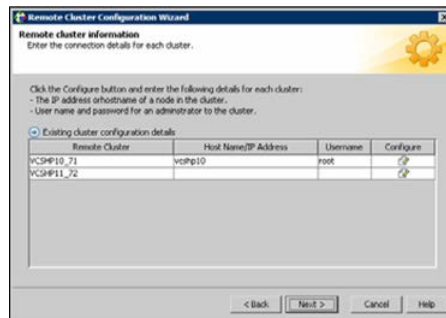 Remote Cluster Configuration Wizard
Remote cluster information
Enter the connection details for each cluster.
Click the Configure button and enter the following details for each cluster:
- The IP address orhostname of a node in the cluster.
- User name and password for an adminstrator to the cluster.
Existing cluster configuration details
Remote Cluster Host Name/IP Address Username Configure
VCSHP10_71 vcshp10 root
VCSHP11_72
< Back Next > Cancel Help